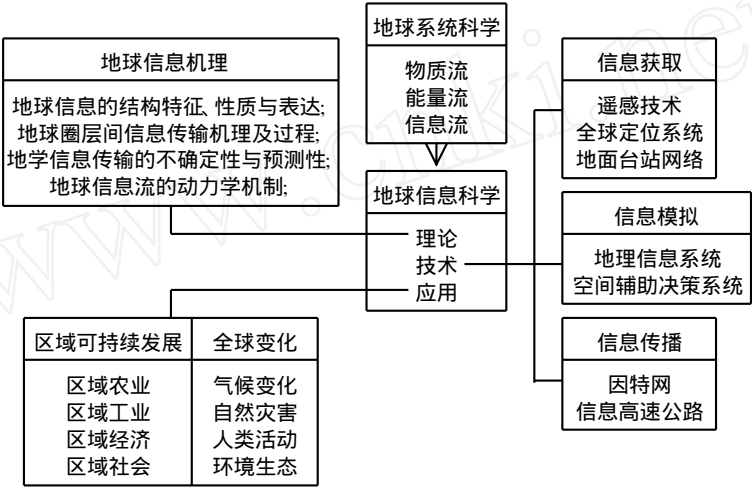 地球系统科学
物质流
能量流
信息流
地球信息机理
地球信息的结构特征、性质与表达;
地球圈层间信息传输机理及过程;
地学信息传输的不确定性与预测性;
地球信息流的动力学机制;
地球信息科学
理论
技术
应用
信息获取
遥感技术
全球定位系统
地面台站网络
信息模拟
地理信息系统
空间辅助决策系统
信息传播
因特网
信息高速公路
区域可持续发展
区域农业
区域工业
区域经济
区域社会
全球变化
气候变化
自然灾害
人类活动
环境生态
www.cnki.net